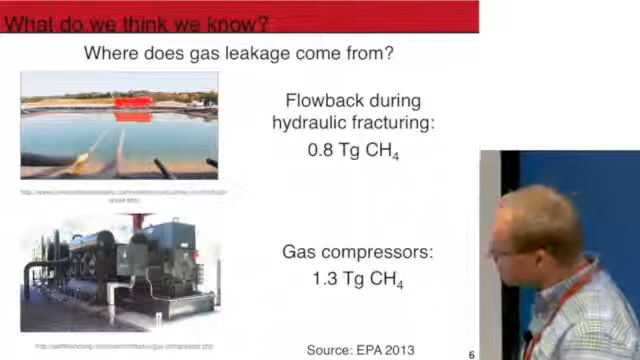 What do we think we know?
Where does gas leakage come from?
Flowback during
hydraulic fracturing:
0.8 Tg CH₄
Gas compressors:
1.3 Tg CH₄
Source: EPA 2013
6